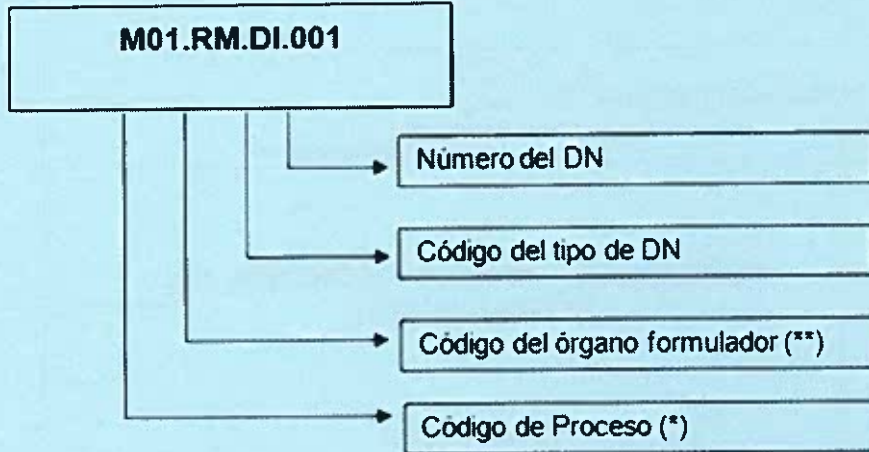 M01.RM.DI.001
Número del DN
Código del tipo de DN
Código del órgano formulador (**)
Código de Proceso (*)